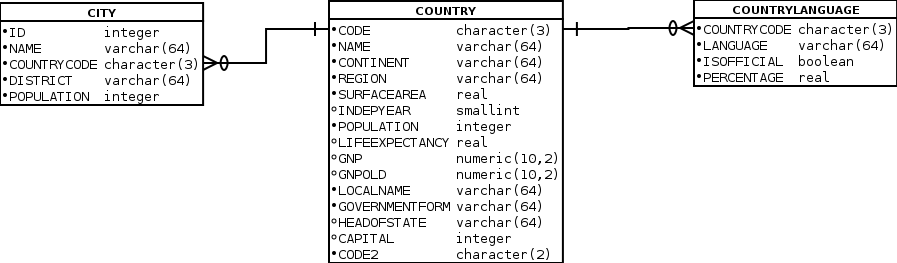 CITY
ID integer
NAME varchar(64)
COUNTRYCODE character(3)
DISTRICT varchar(64)
POPULATION integer
COUNTRY
CODE character(3)
NAME varchar(64)
CONTINENT varchar(64)
REGION varchar(64)
SURFACEAREA real
INDEPYEAR smallint
POPULATION integer
LIFEEXPECTANCY real
GNP numeric(10,2)
GNPOLD numeric(10,2)
LOCALNAME varchar(64)
GOVERNMENTFORM varchar(64)
HEADOFSTATE varchar(64)
CAPITAL integer
CODE2 character(2)
COUNTRYLANGUAGE
COUNTRYCODE character(3)
LANGUAGE varchar(64)
ISOFFICIAL boolean
PERCENTAGE real